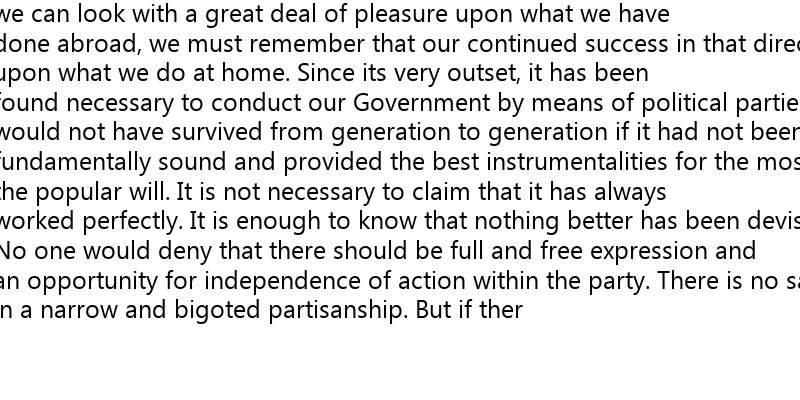 we can look with a great deal of pleasure upon what we have
done abroad, we must remember that our continued success in that direc
upon what we do at home. Since its very outset, it has been
found necessary to conduct our Government by means of political partie
would not have survived from generation to generation if it had not been
fundamentally sound and provided the best instrumentalities for the mos
the popular will. It is not necessary to claim that it has always
worked perfectly. It is enough to know that nothing better has been devis
No one would deny that there should be full and free expression and
an opportunity for independence of action within the party. There is no sa
in a narrow and bigoted partisanship. But if ther